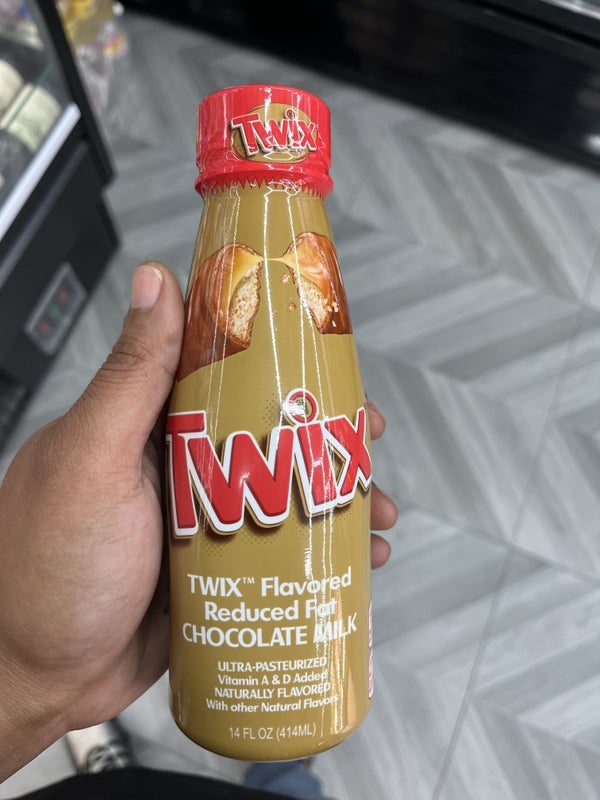 TWIX
TWIX
TWIX™ Flavored
Reduced Fat
CHOCOLATE MILK
ULTRA-PASTEURIZED
Vitamin A & D Added
NATURALLY FLAVORED
With other Natural Flavors
14 FL OZ (414ML)